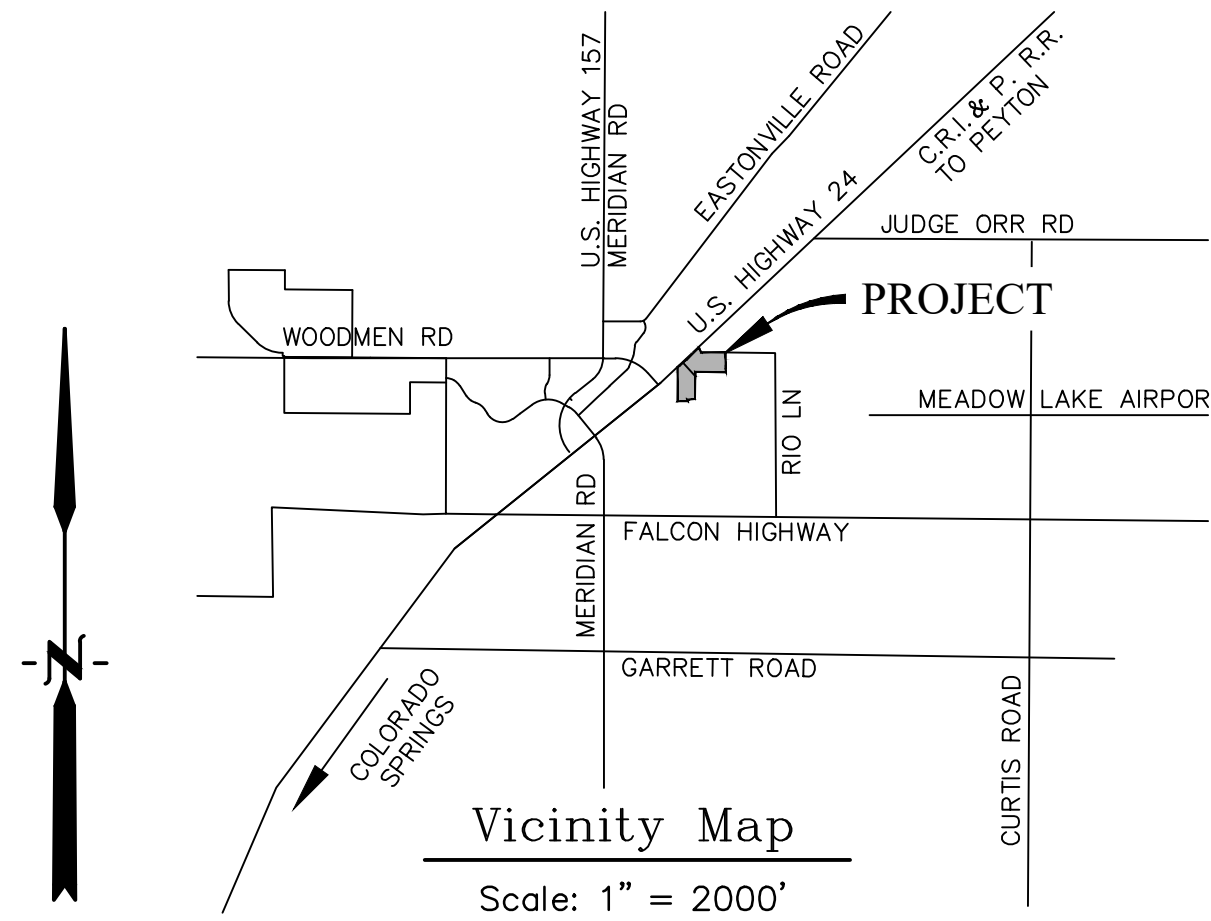 U.S. HIGHWAY 157
MERIDIAN RD
EASTONVILLE ROAD
C.R.I. & P. R.R.
TO PEYTON
U.S. HIGHWAY 24
JUDGE ORR RD
PROJECT
WOODMEN RD
RIO LN
MEADOW LAKE AIRPOR
MERIDIAN RD
FALCON HIGHWAY
N
GARRETT ROAD
COLORADO
SPRINGS
CURTIS ROAD
Vicinity Map
Scale: 1" = 2000'